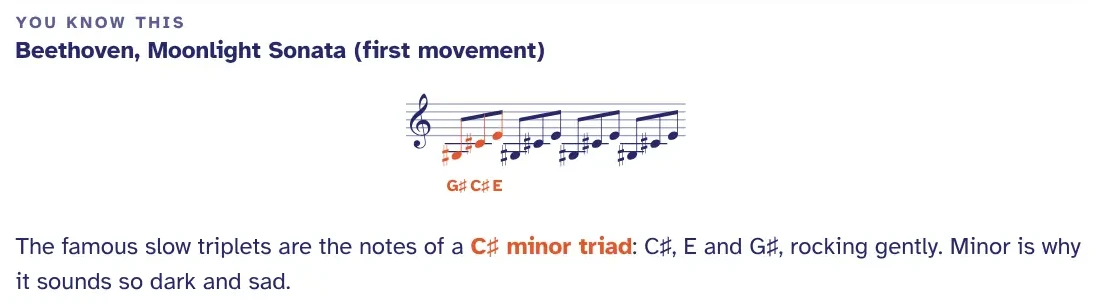 YOU KNOW THIS
Beethoven, Moonlight Sonata (first movement)
G♯ C♯ E
The famous slow triplets are the notes of a C♯ minor triad: C♯, E and G♯, rocking gently. Minor is why
it sounds so dark and sad.